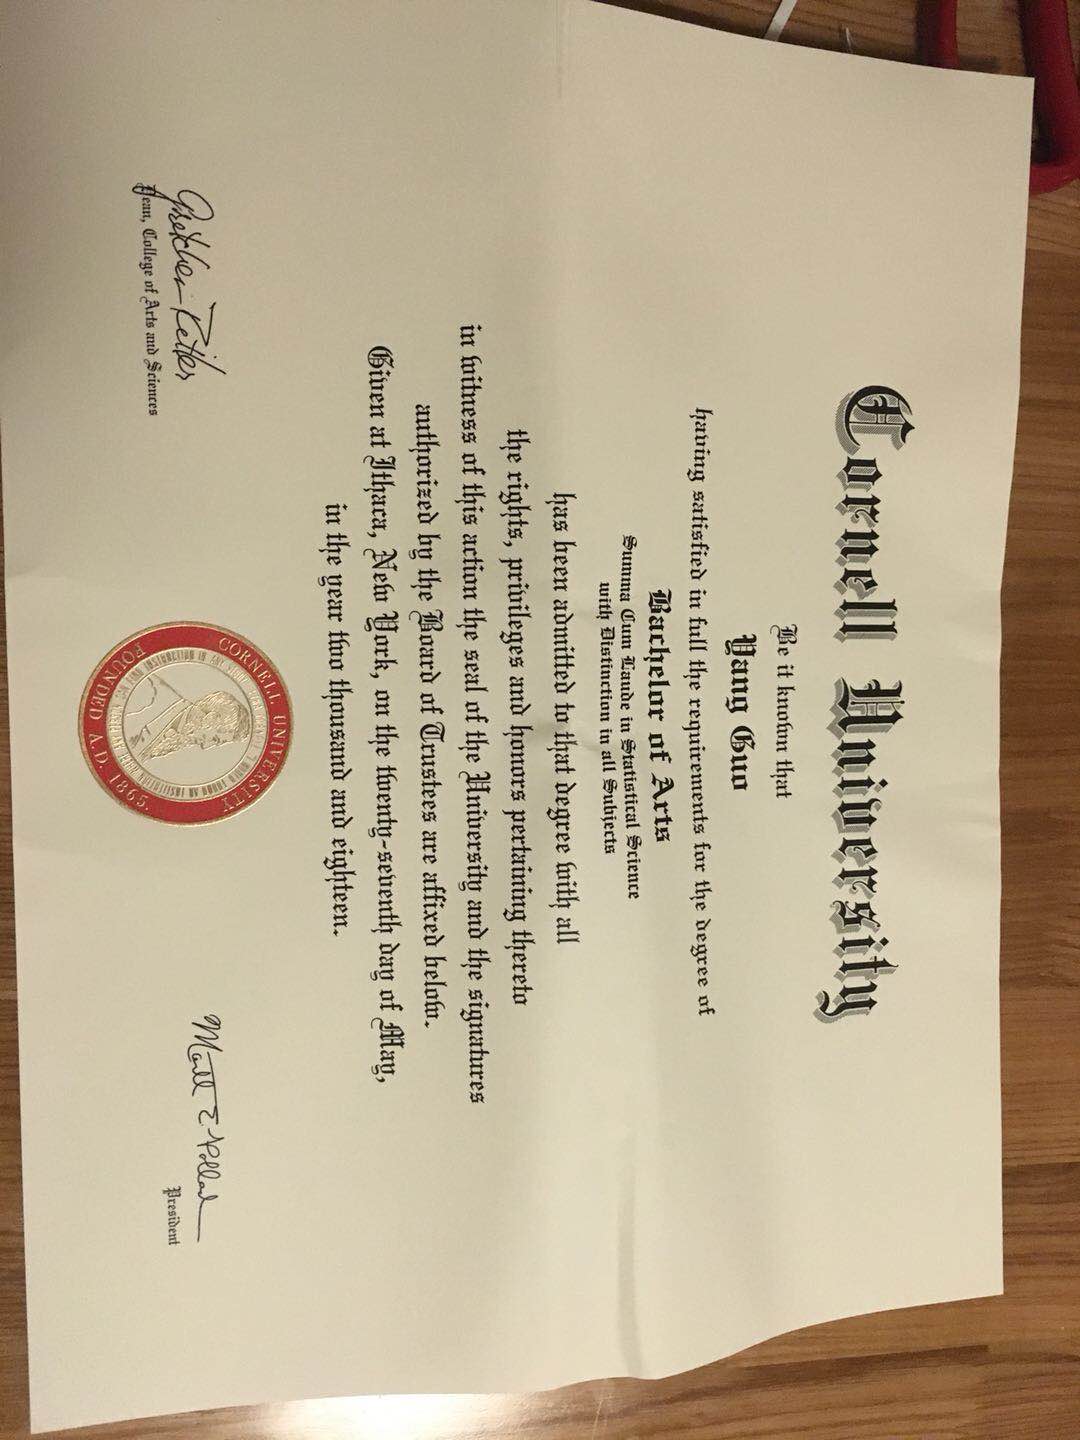 Cornell University
Be it known that
Yang Guo
having satisfied in full the requirements for the degree of
Bachelor of Arts
Summa Cum Laude in Statistical Science
with Distinction in all Subjects
has been admitted to that degree with all
the rights, privileges and honors pertaining thereto
in witness of this action the seal of the University and the signatures
authorized by the Board of Trustees are affixed below.
Given at Ithaca, New York, on the twenty-seventh day of May,
in the year two thousand and eighteen.
CORNELL UNIVERSITY
FOUNDED A.D. 1865.
Gretchen Ritter
Dean, College of Arts and Sciences
Martha E. Pollack
President